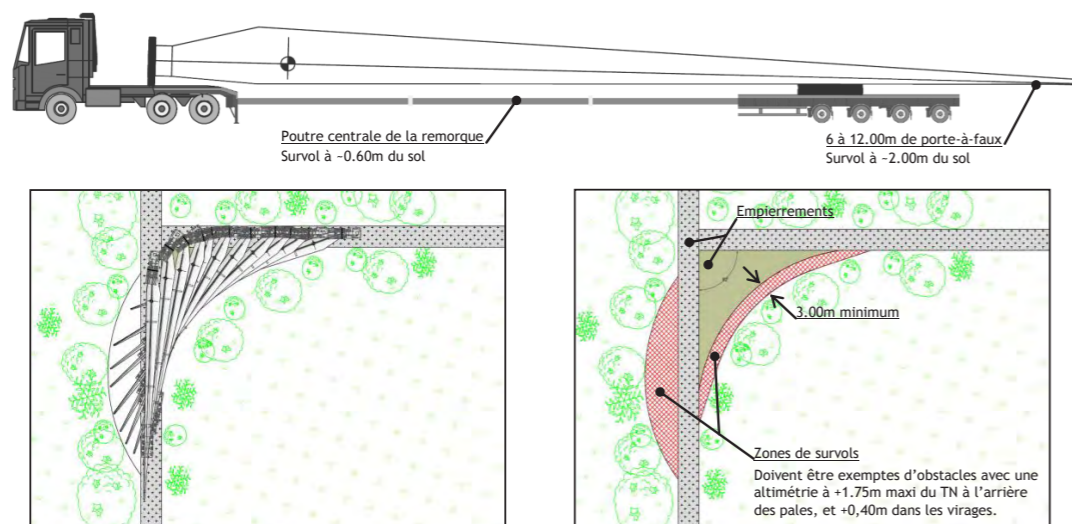 Poutre centrale de la remorque
Survol à ~0.60m du sol
6 à 12.00m de porte-à-faux
Survol à ~2.00m du sol
Empierrements
3.00m minimum
Zones de survols
Doivent être exemptes d'obstacles avec une
altimétrie à +1.75m maxi du TN à l'arrière
des pales, et +0,40m dans les virages.